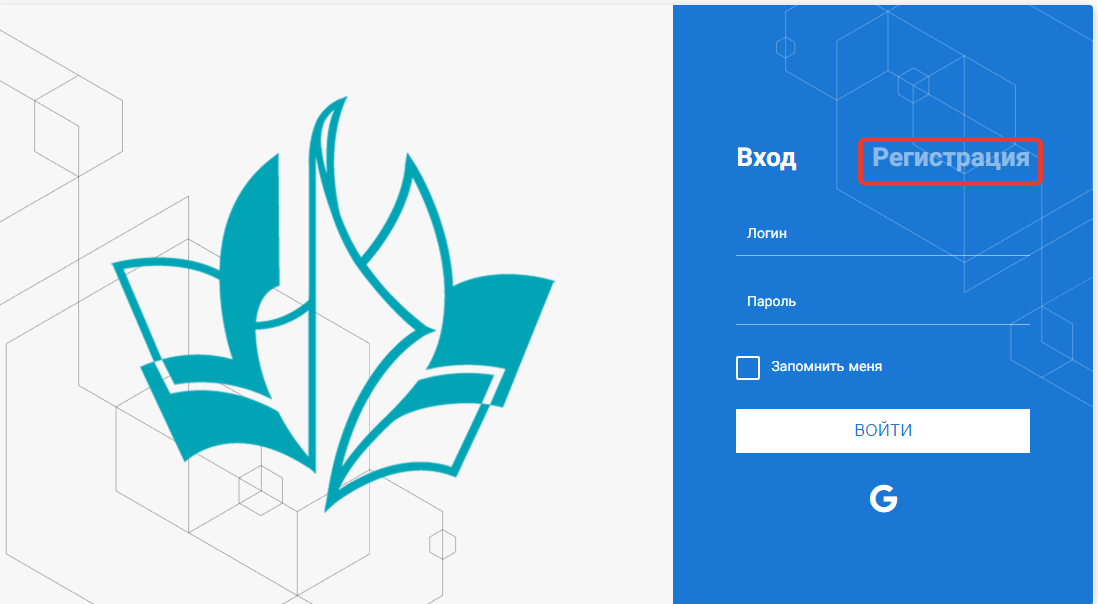 Вход Регистрация
Логин
Пароль
Запомнить меня
ВОЙТИ
G